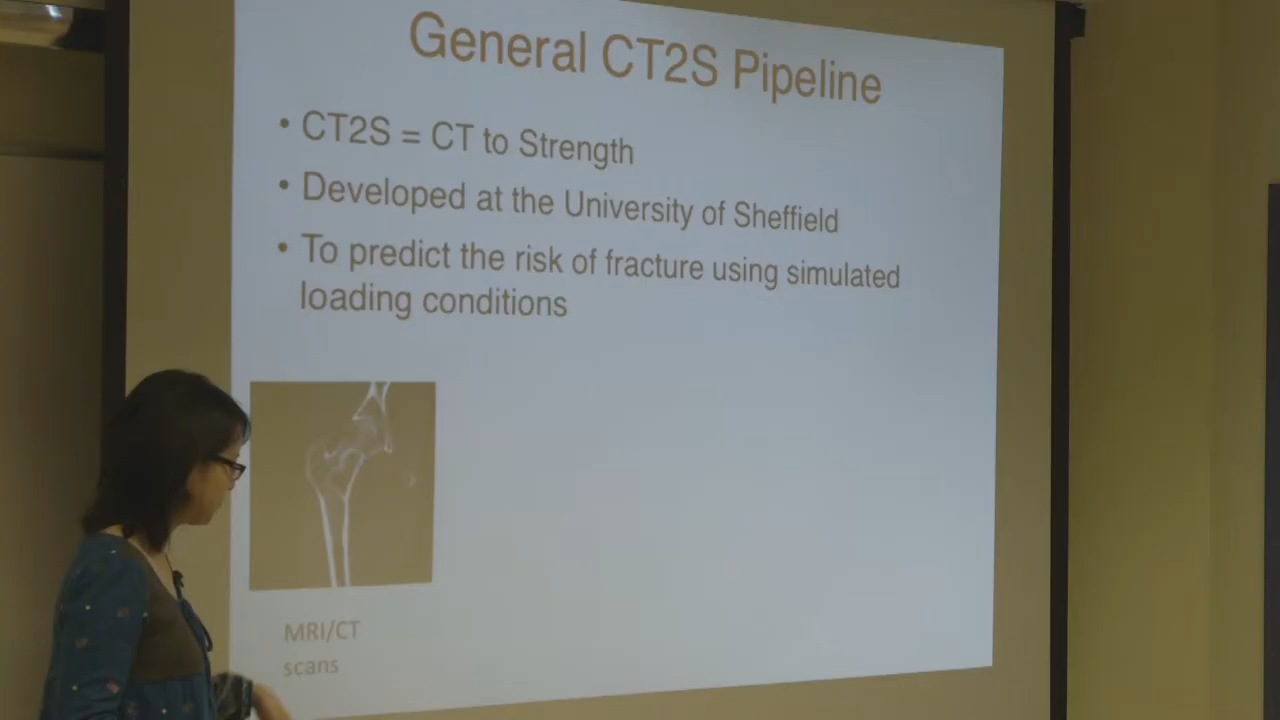 General CT2S Pipeline
• CT2S = CT to Strength
• Developed at the University of Sheffield
• To predict the risk of fracture using simulated
loading conditions
MRI/CT
scans